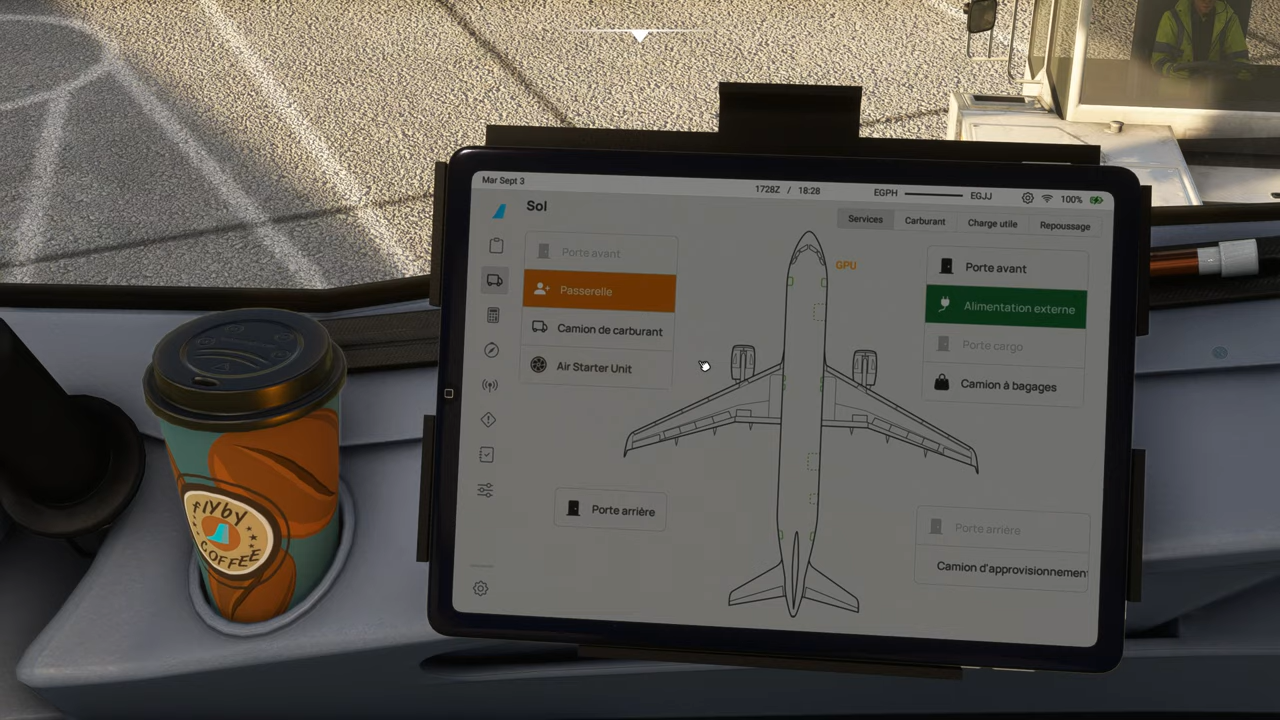 Mar Sept 3
1728Z / 18:28
EGPH
EGJJ
100%
Sol
Services
Carburant
Charge utile
Repoussage
Porte avant
Passerelle
Camion de carburant
Air Starter Unit
GPU
Porte avant
Alimentation externe
Porte cargo
Camion à bagages
Porte arrière
Porte arrière
Camion d'approvisionnemen
flyby
COFFEE